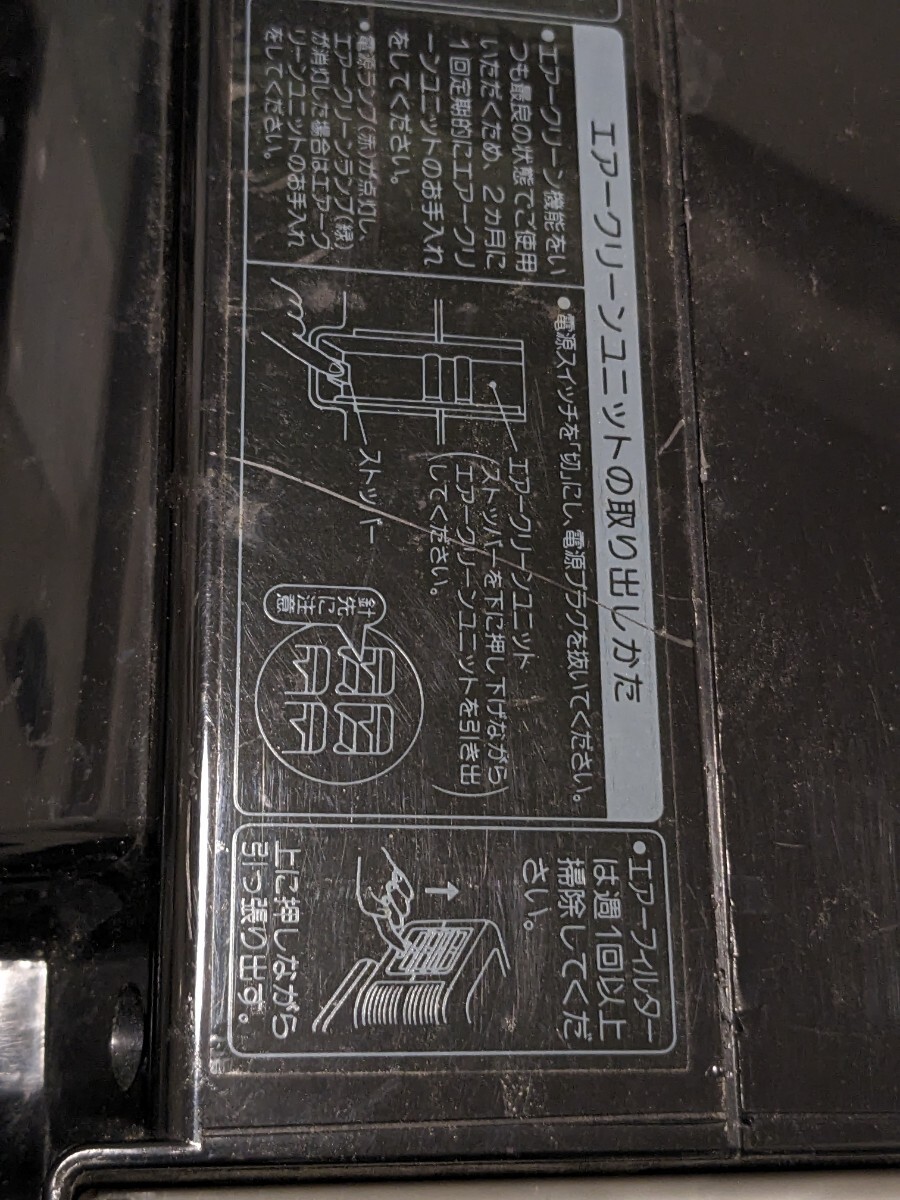 エアークリーンユニットの取り出しかた
●エアークリーン機能をい
つも最良の状態でご使用
いただくため、2カ月に
1回定期的にエアークリ
ーンユニットのお手入れ
をしてください。
●電源ランプ(赤)が点灯し、
エアークリーンランプ(緑)
が消灯した場合はエアーク
リーンユニットのお手入れ
をしてください。
●電源スイッチを「切」にし、電源プラグを抜いてください。
エアークリーンユニット
(ストッパーを下に押し下げながら
エアークリーンユニットを引き出
してください。)
ストッパー
針
先に
注意
●エアーフィルター
は週1回以上
掃除してくだ
さい。
上に押しながら
引っ張り出す。